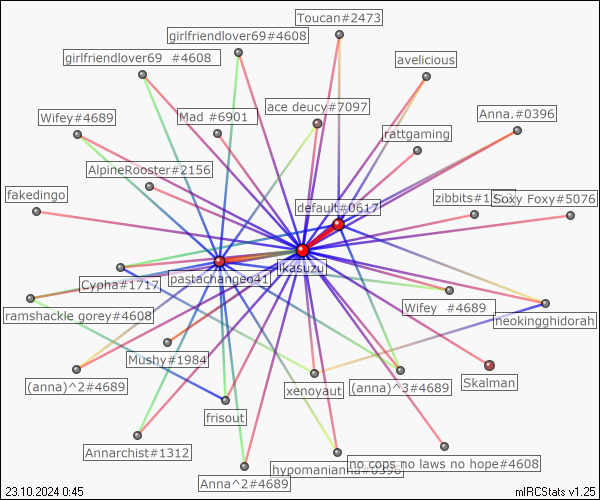 Toucan#2473
girlfriendlover69#4608
girlfriendlover69 #4608
avelicious
ace deucy#7097
Wifey#4689
Mad #6901
Anna.#0396
rattgaming
AlpineRooster#2156
fakedingo
zibbits#1
Soxy Foxy#5076
default#0617
ikasuzu
pastachangeo41
Cypha#1717
ramshackle gorey#4608
Wifey #4689
neokingghidorah
Mushy#1984
(anna)^2#4689
xenoyaut
(anna)^3#4689
Skalman
frisout
Annarchist#1312
hypomanianna#0396
no cops no laws no hope#4608
Anna^2#4689
23.10.2024 0:45
mIRCStats v1.25